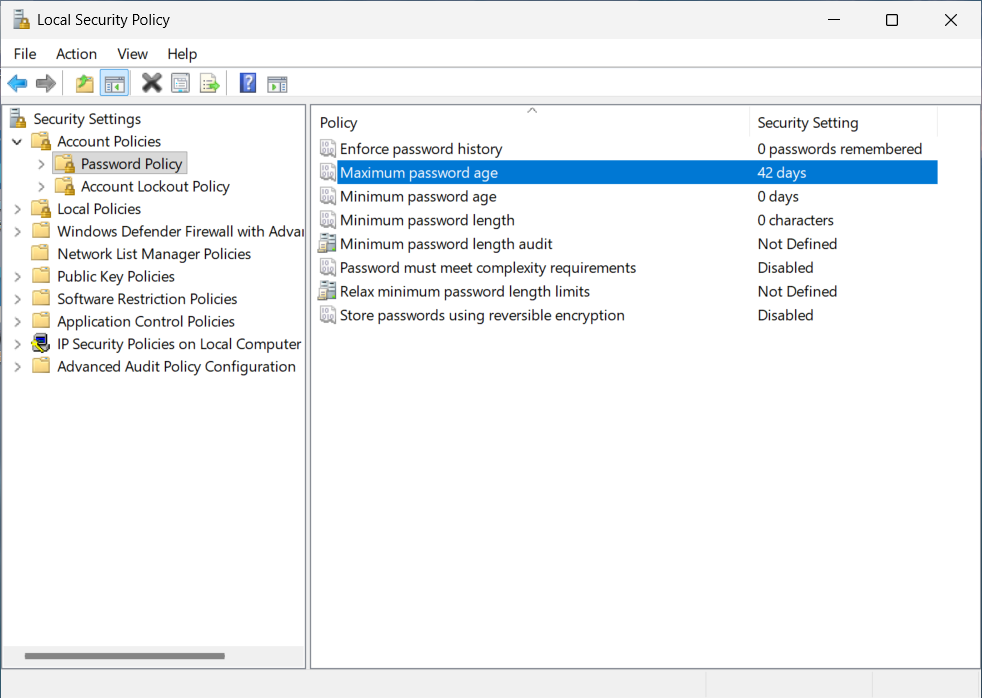 Local Security Policy
File Action View Help
Security Settings
Account Policies
Password Policy
Account Lockout Policy
Local Policies
Windows Defender Firewall with Adva
Network List Manager Policies
Public Key Policies
Software Restriction Policies
Application Control Policies
IP Security Policies on Local Computer
Advanced Audit Policy Configuration
Policy Security Setting
Enforce password history 0 passwords remembered
Maximum password age 42 days
Minimum password age 0 days
Minimum password length 0 characters
Minimum password length audit Not Defined
Password must meet complexity requirements Disabled
Relax minimum password length limits Not Defined
Store passwords using reversible encryption Disabled